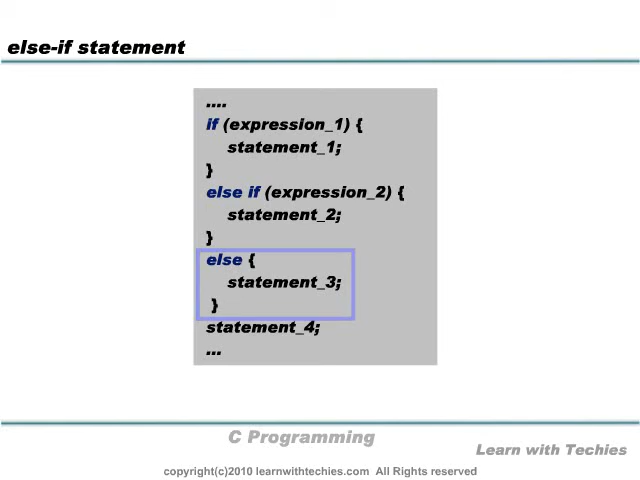 else-if statement
....
if (expression_1) {
statement_1;
}
else if (expression_2) {
statement_2;
}
else {
statement_3;
}
statement_4;
...
C Programming
Learn with Techies
copyright(c)2010 learnwithtechies.com All Rights reserved